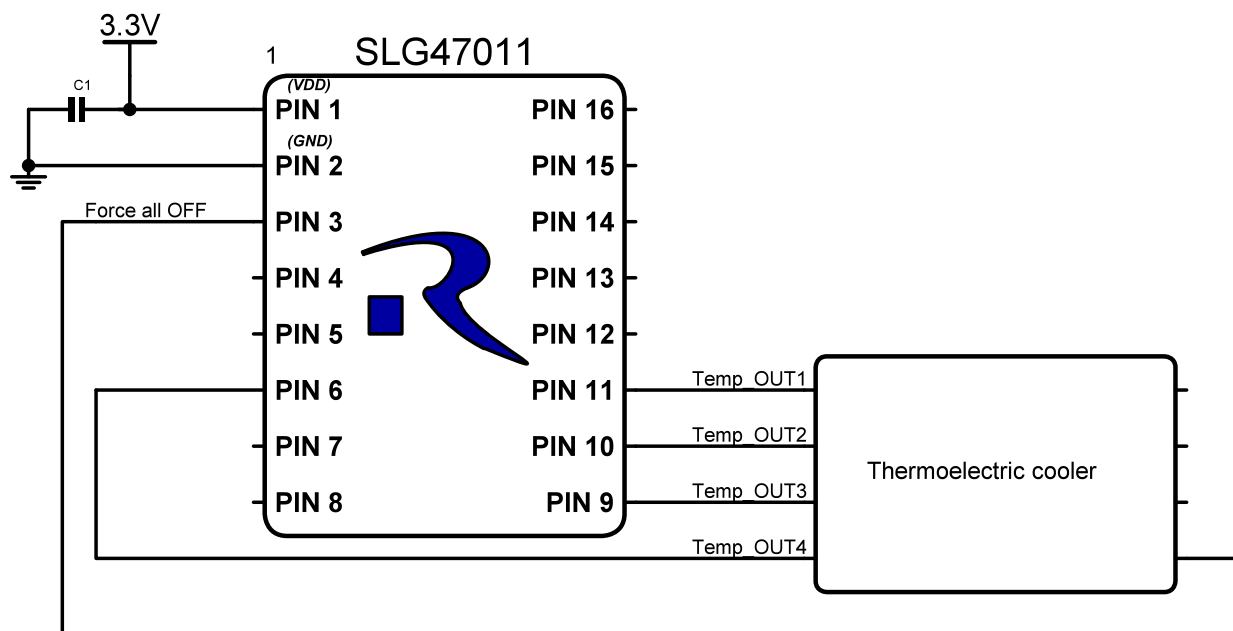 3.3V
1 SLG47011
C1
(VDD)
PIN 1 PIN 16
(GND)
PIN 2 PIN 15
Force all OFF
PIN 3 PIN 14
PIN 4 PIN 13
PIN 5 PIN 12
PIN 6 PIN 11
Temp_OUT1
PIN 7 PIN 10
Temp_OUT2
Thermoelectric cooler
PIN 8 PIN 9
Temp_OUT3
Temp_OUT4